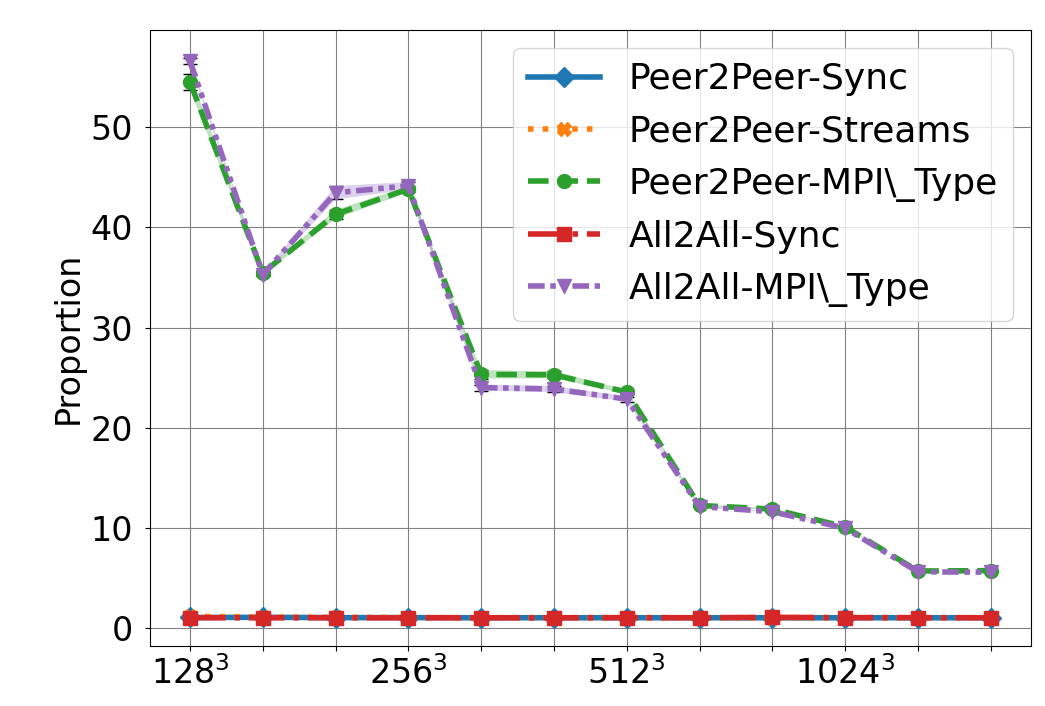 Peer2Peer-Sync
Peer2Peer-Streams
Peer2Peer-MPI\_Type
All2All-Sync
All2All-MPI\_Type
Proportion
50
40
30
20
10
0
128³ 256³ 512³ 1024³